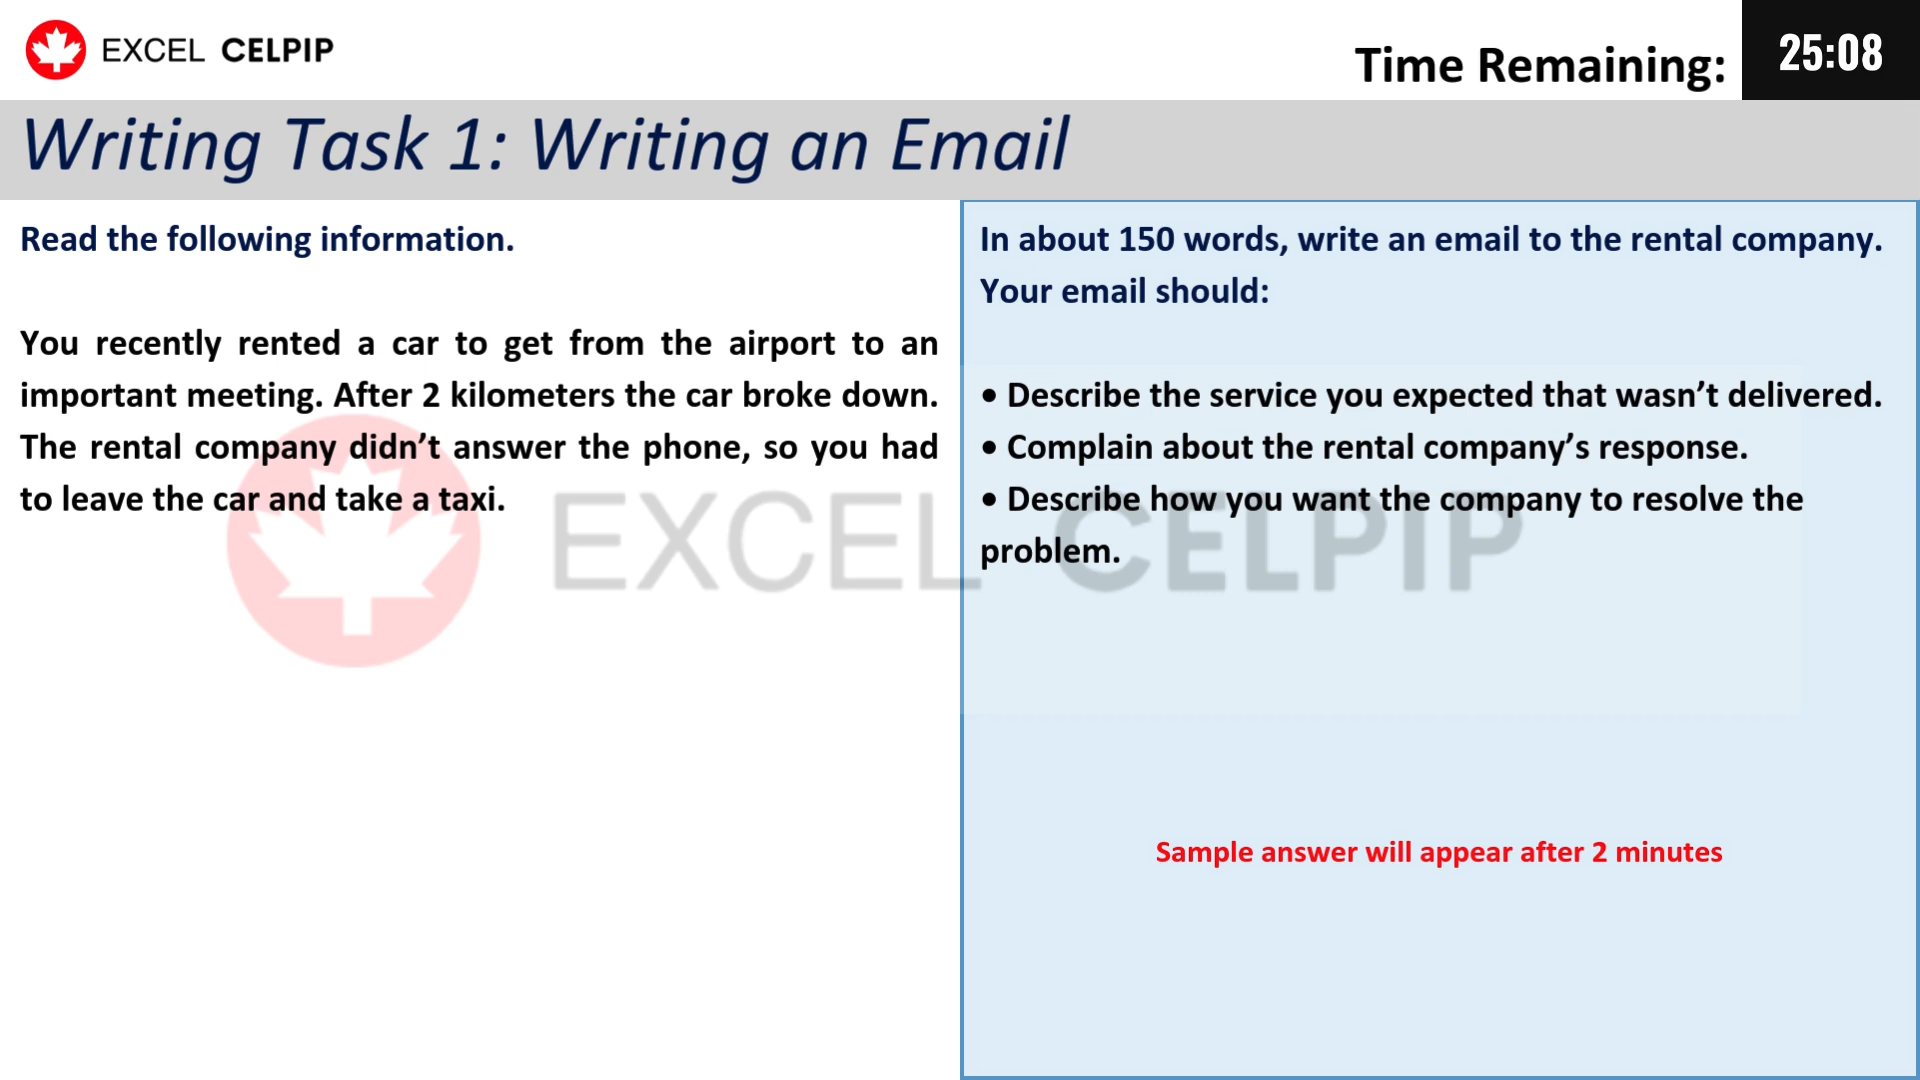 EXCEL CELPIP
Time Remaining:
25:08
Writing Task 1: Writing an Email
Read the following information.
You recently rented a car to get from the airport to an
important meeting. After 2 kilometers the car broke down.
The rental company didn’t answer the phone, so you had
to leave the car and take a taxi.
In about 150 words, write an email to the rental company.
Your email should:
• Describe the service you expected that wasn’t delivered.
• Complain about the rental company’s response.
• Describe how you want the company to resolve the
problem.
EXCEL CELPIP
Sample answer will appear after 2 minutes